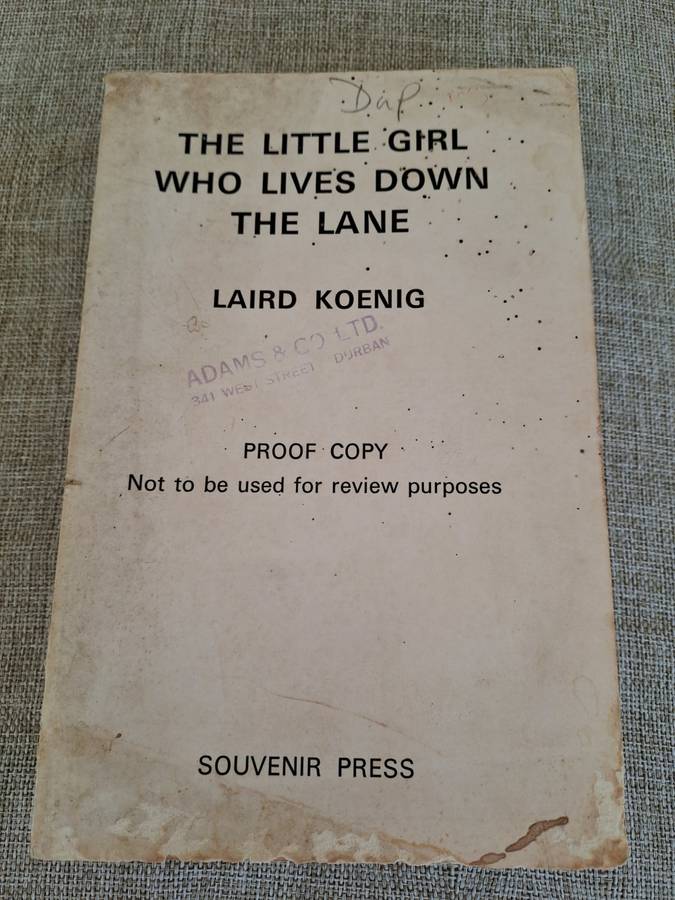 THE LITTLE GIRL
WHO LIVES DOWN
THE LANE
LAIRD KOENIG
ADAMS & CO LTD.
341 WEST STREET DURBAN
PROOF COPY
Not to be used for review purposes
SOUVENIR PRESS